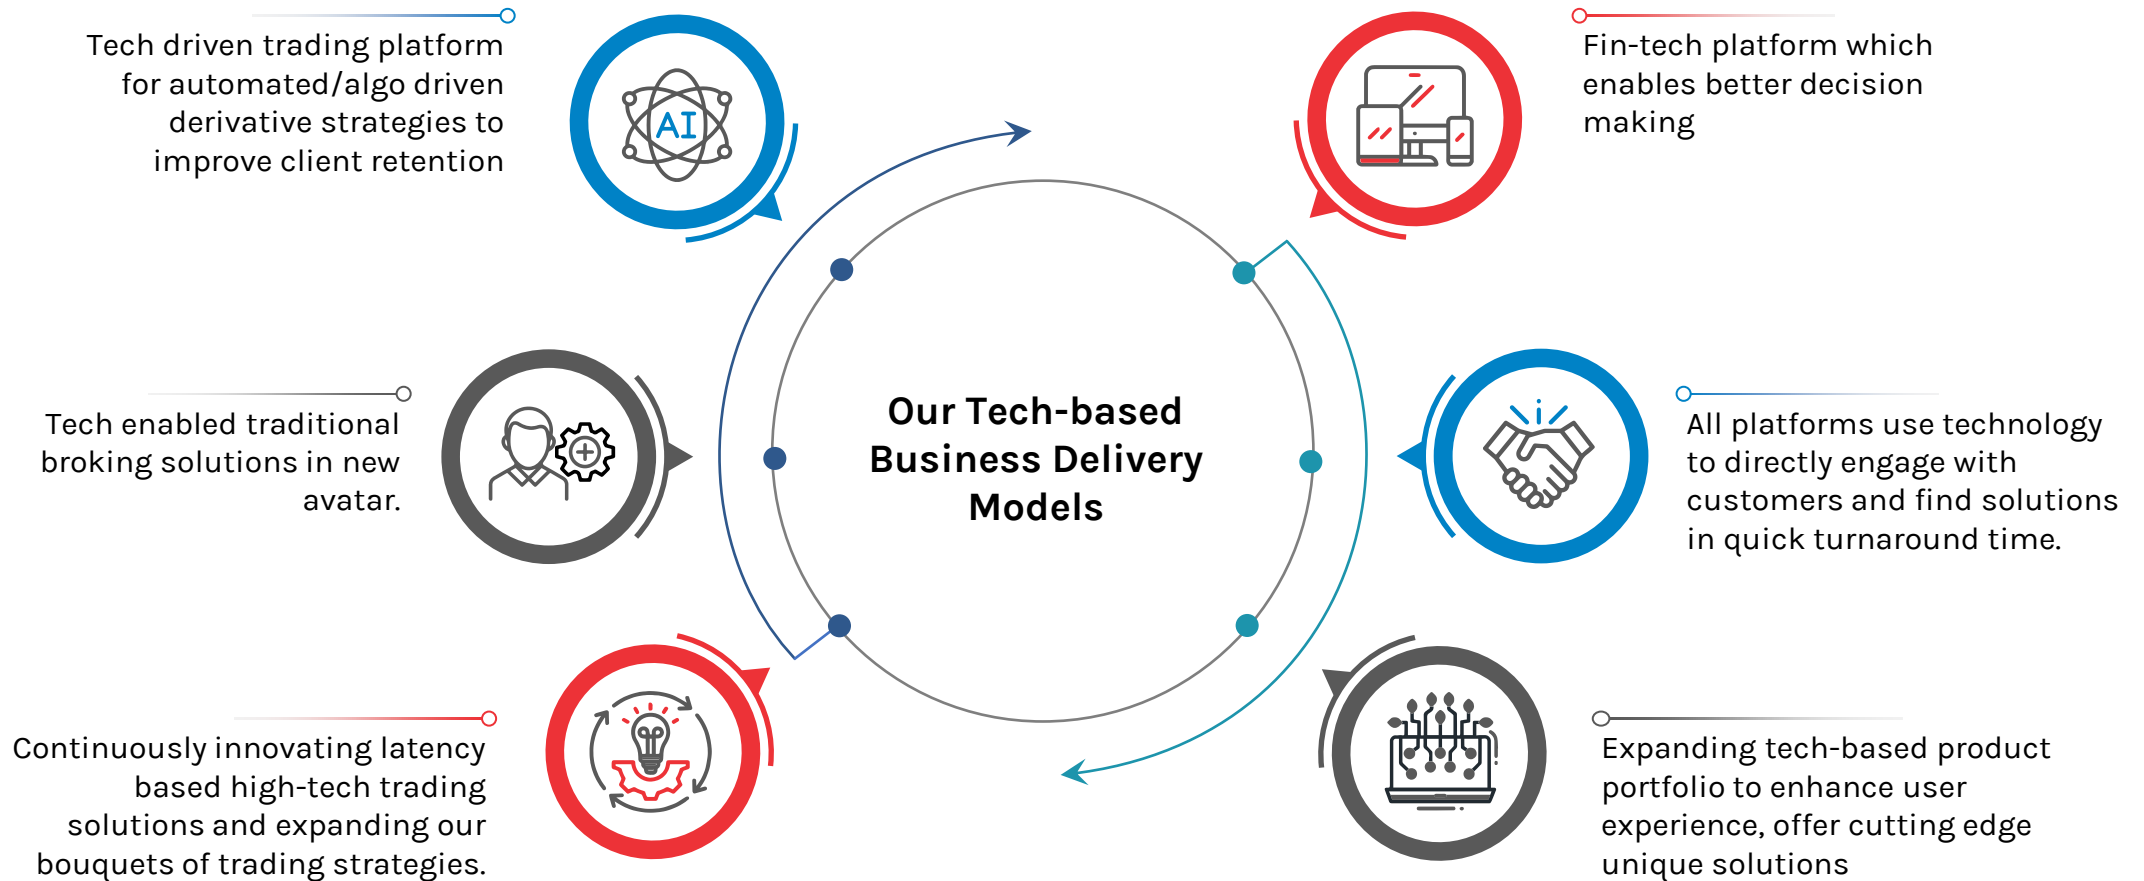 Tech driven trading platform
for automated/algo driven
derivative strategies to
improve client retention
AI
Fin-tech platform which
enables better decision
making
Tech enabled traditional
broking solutions in new
avatar.
Our Tech-based
Business Delivery
Models
All platforms use technology
to directly engage with
customers and find solutions
in quick turnaround time.
Continuously innovating latency
based high-tech trading
solutions and expanding our
bouquets of trading strategies.
Expanding tech-based product
portfolio to enhance user
experience, offer cutting edge
unique solutions